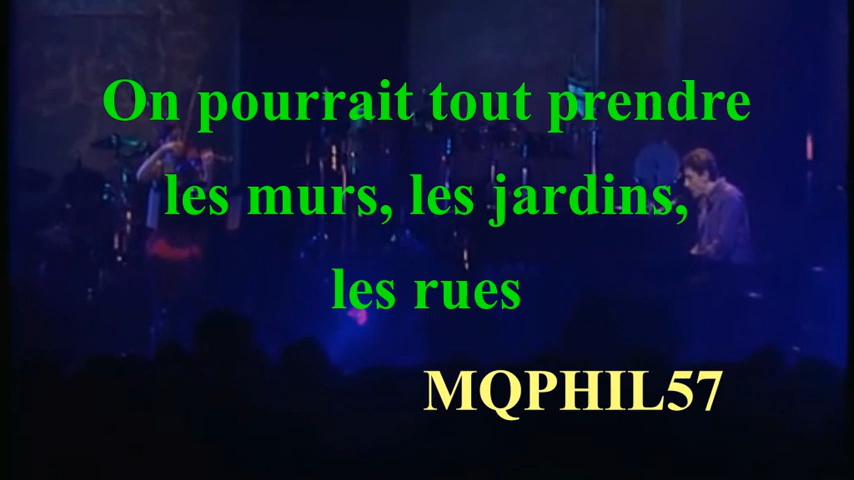 On pourrait tout prendre
les murs, les jardins,
les rues
MQPHIL57